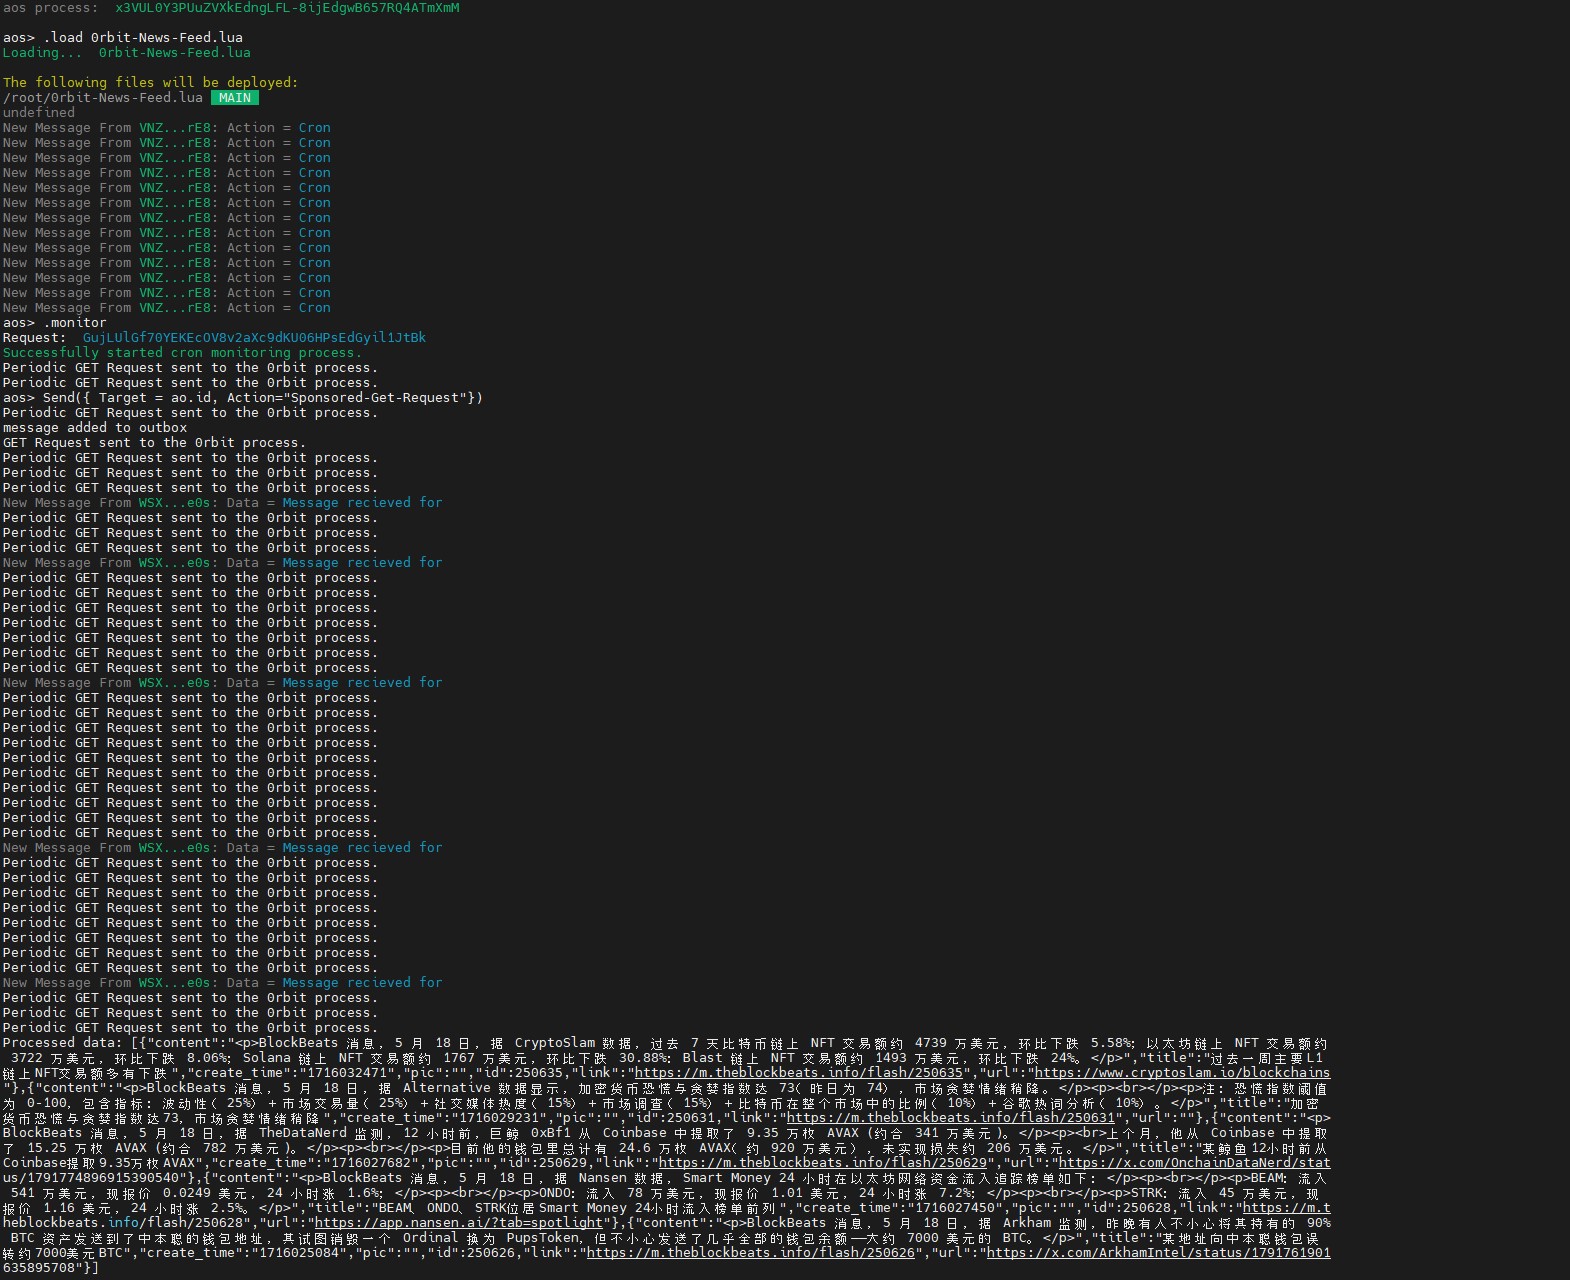 aos process:  x3VUL0Y3PUuZVXkEdngLFL-8ijEdgwB657RQ4ATmXmM
aos> .load 0rbit-News-Feed.lua
Loading...  0rbit-News-Feed.lua
The following files will be deployed:
/root/0rbit-News-Feed.lua MAIN
undefined
New Message From VNZ...rE8: Action = Cron
New Message From VNZ...rE8: Action = Cron
New Message From VNZ...rE8: Action = Cron
New Message From VNZ...rE8: Action = Cron
New Message From VNZ...rE8: Action = Cron
New Message From VNZ...rE8: Action = Cron
New Message From VNZ...rE8: Action = Cron
New Message From VNZ...rE8: Action = Cron
New Message From VNZ...rE8: Action = Cron
New Message From VNZ...rE8: Action = Cron
New Message From VNZ...rE8: Action = Cron
New Message From VNZ...rE8: Action = Cron
New Message From VNZ...rE8: Action = Cron
aos> .monitor
Request:  GujLUlGf70YEKEcOV8v2aXc9dKU06HPsEdGyil1JtBk
Successfully started cron monitoring process.
Periodic GET Request sent to the 0rbit process.
Periodic GET Request sent to the 0rbit process.
aos> Send({ Target = ao.id, Action="Sponsored-Get-Request"})
Periodic GET Request sent to the 0rbit process.
message added to outbox
GET Request sent to the 0rbit process.
Periodic GET Request sent to the 0rbit process.
Periodic GET Request sent to the 0rbit process.
Periodic GET Request sent to the 0rbit process.
New Message From WSX...e0s: Data = Message recieved for
Periodic GET Request sent to the 0rbit process.
Periodic GET Request sent to the 0rbit process.
Periodic GET Request sent to the 0rbit process.
New Message From WSX...e0s: Data = Message recieved for
Periodic GET Request sent to the 0rbit process.
Periodic GET Request sent to the 0rbit process.
Periodic GET Request sent to the 0rbit process.
Periodic GET Request sent to the 0rbit process.
Periodic GET Request sent to the 0rbit process.
Periodic GET Request sent to the 0rbit process.
Periodic GET Request sent to the 0rbit process.
New Message From WSX...e0s: Data = Message recieved for
Periodic GET Request sent to the 0rbit process.
Periodic GET Request sent to the 0rbit process.
Periodic GET Request sent to the 0rbit process.
Periodic GET Request sent to the 0rbit process.
Periodic GET Request sent to the 0rbit process.
Periodic GET Request sent to the 0rbit process.
Periodic GET Request sent to the 0rbit process.
Periodic GET Request sent to the 0rbit process.
Periodic GET Request sent to the 0rbit process.
Periodic GET Request sent to the 0rbit process.
New Message From WSX...e0s: Data = Message recieved for
Periodic GET Request sent to the 0rbit process.
Periodic GET Request sent to the 0rbit process.
Periodic GET Request sent to the 0rbit process.
Periodic GET Request sent to the 0rbit process.
Periodic GET Request sent to the 0rbit process.
Periodic GET Request sent to the 0rbit process.
Periodic GET Request sent to the 0rbit process.
Periodic GET Request sent to the 0rbit process.
New Message From WSX...e0s: Data = Message recieved for
Periodic GET Request sent to the 0rbit process.
Periodic GET Request sent to the 0rbit process.
Periodic GET Request sent to the 0rbit process.
Processed data: [{"content":"<p>BlockBeats 消息，5 月 18 日，据 CryptoSlam 数据，过去 7 天比特币链上 NFT 交易额约 4739 万美元，环比下跌 5.58%；以太坊链上 NFT 交易额约
3722 万美元，环比下跌 8.06%；Solana 链上 NFT 交易额约 1767 万美元，环比下跌 30.88%；Blast 链上 NFT 交易额约 1493 万美元，环比下跌 24%。</p>","title":"过去一周主要L1
链上NFT交易额多有下跌","create_time":"1716032471","pic":"","id":250635,"link":"https://m.theblockbeats.info/flash/250635","url":"https://www.cryptoslam.io/blockchains
"},{"content":"<p>BlockBeats 消息，5 月 18 日，据 Alternative 数据显示，加密货币恐慌与贪婪指数达 73（昨日为 74），市场贪婪情绪稍降。</p><p><br></p><p>注：恐慌指数阈值
为 0-100，包含指标：波动性（25%）+市场交易量（25%）+社交媒体热度（15%）+市场调查（15%）+比特币在整个市场中的比例（10%）+谷歌热词分析（10%）。</p>","title":"加密
货币恐慌与贪婪指数达73，市场贪婪情绪稍降","create_time":"1716029231","pic":"","id":250631,"link":"https://m.theblockbeats.info/flash/250631","url":""},{"content":"<p>
BlockBeats 消息，5 月 18 日，据 TheDataNerd 监测，12 小时前，巨鲸 0xBf1 从 Coinbase 中提取了 9.35 万枚 AVAX (约合 341 万美元)。</p><p><br>上个月，他从 Coinbase 中提取
了 15.25 万枚 AVAX (约合 782 万美元)。</p><p><br></p><p>目前他的钱包里总计有 24.6 万枚 AVAX（约 920 万美元），未实现损失约 206 万美元。</p>","title":"某鲸鱼12小时前从
Coinbase提取9.35万枚AVAX","create_time":"1716027682","pic":"","id":250629,"link":"https://m.theblockbeats.info/flash/250629","url":"https://x.com/OnchainDataNerd/stat
us/1791774896915390540"},{"content":"<p>BlockBeats 消息，5 月 18 日，据 Nansen 数据，Smart Money 24 小时在以太坊网络资金流入追踪榜单如下：</p><p><br></p><p>BEAM：流入
541 万美元，现报价 0.0249 美元，24 小时涨 1.6%；</p><p><br></p><p>ONDO：流入 78 万美元，现报价 1.01 美元，24 小时涨 7.2%；</p><p><br></p><p>STRK：流入 45 万美元，现
报价 1.16 美元，24 小时涨 2.5%。</p>","title":"BEAM、ONDO、STRK位居Smart Money 24小时流入榜单前列","create_time":"1716027450","pic":"","id":250628,"link":"https://m.t
heblockbeats.info/flash/250628","url":"https://app.nansen.ai/?tab=spotlight"},{"content":"<p>BlockBeats 消息，5 月 18 日，据 Arkham 监测，昨晚有人不小心将其持有的 90%
BTC 资产发送到了中本聪的钱包地址，其试图销毁一个 Ordinal 换为 PupsToken，但不小心发送了几乎全部的钱包余额——大约 7000 美元的 BTC。</p>","title":"某地址向中本聪钱包误
转约7000美元BTC","create_time":"1716025084","pic":"","id":250626,"link":"https://m.theblockbeats.info/flash/250626","url":"https://x.com/ArkhamIntel/status/1791761901
635895708"}]